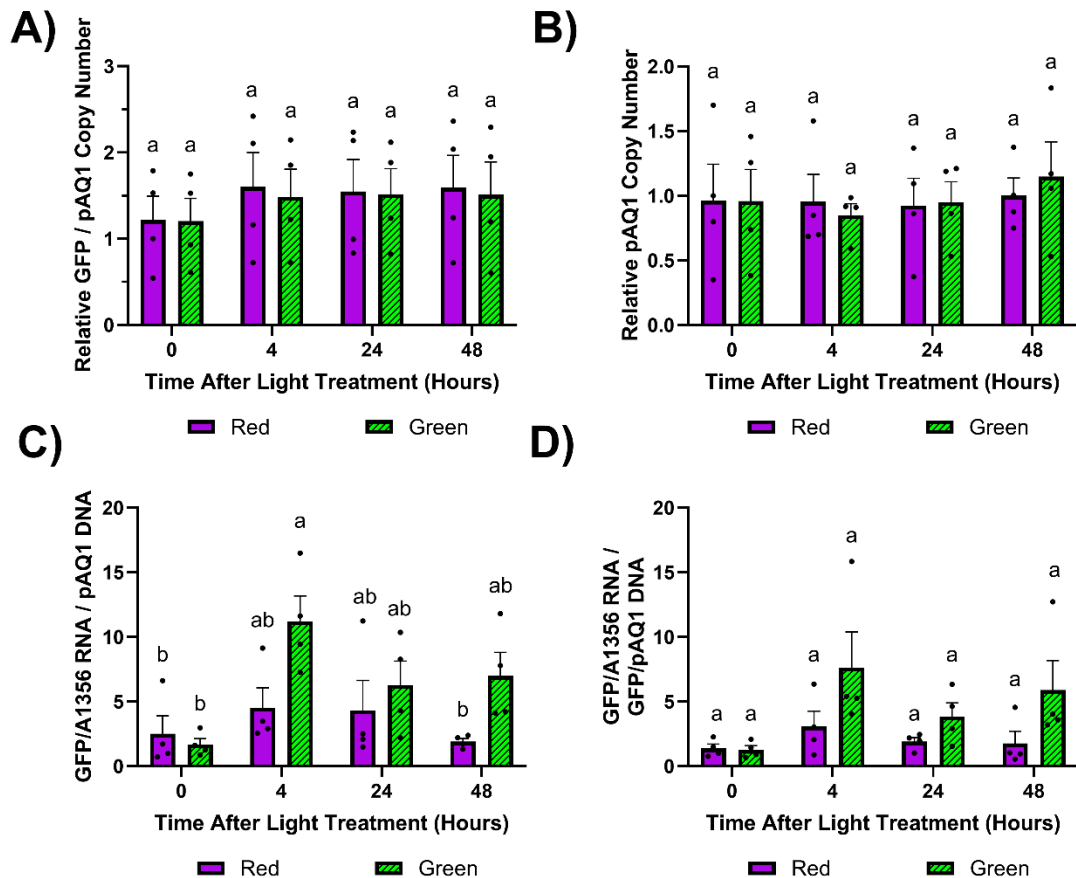 A)
Relative GFP / pAQ1 Copy Number
3
2
1
0
a a a a a a a a
0 4 24 48
Time After Light Treatment (Hours)
Red Green
B)
Relative pAQ1 Copy Number
2.0
1.5
1.0
0.5
0.0
a a a a a a a a
0 4 24 48
Time After Light Treatment (Hours)
Red Green
C)
GFP/A1356 RNA / pAQ1 DNA
20
15
10
5
0
b b ab a ab ab b ab
0 4 24 48
Time After Light Treatment (Hours)
Red Green
D)
GFP/A1356 RNA /
GFP/pAQ1 DNA
20
15
10
5
0
a a a a a a a a
0 4 24 48
Time After Light Treatment (Hours)
Red Green